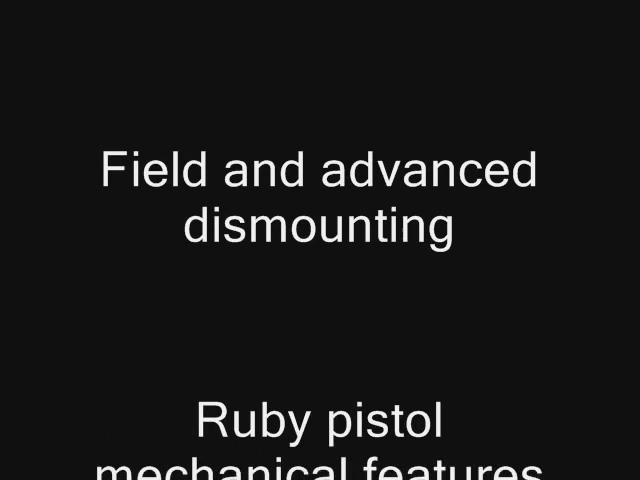 Field and advanced
dismounting
Ruby pistol
mechanical features